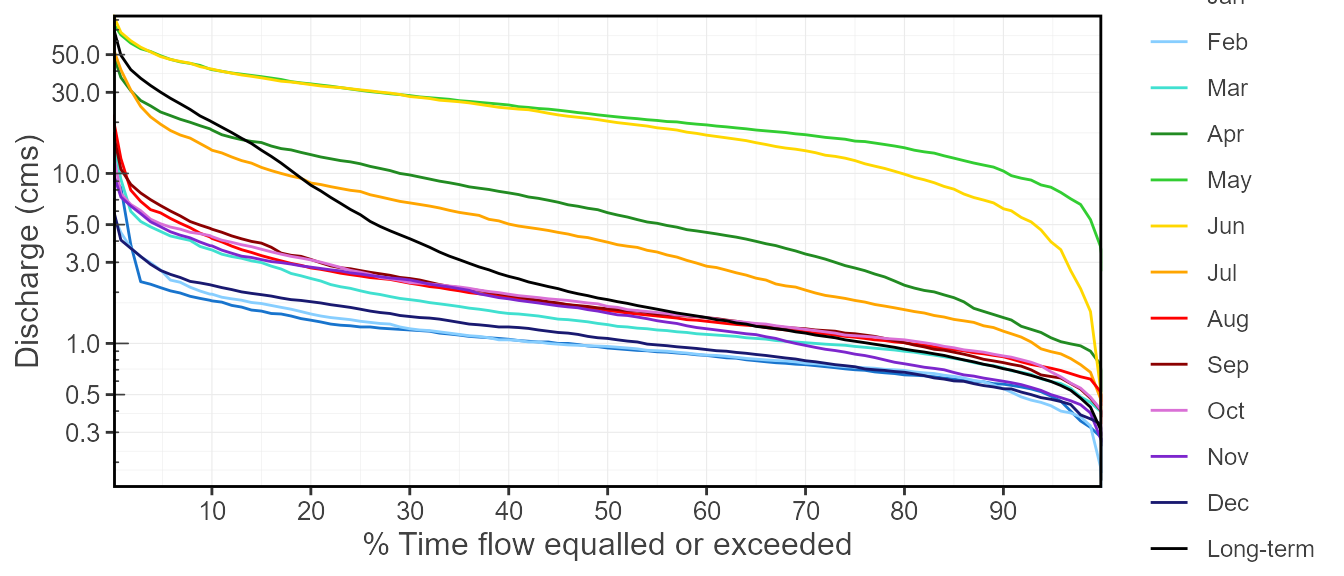 50.0
30.0
10.0
5.0
3.0
1.0
0.5
0.3
Discharge (cms)
10 20 30 40 50 60 70 80 90
% Time flow equalled or exceeded
Feb
Mar
Apr
May
Jun
Jul
Aug
Sep
Oct
Nov
Dec
Long-term